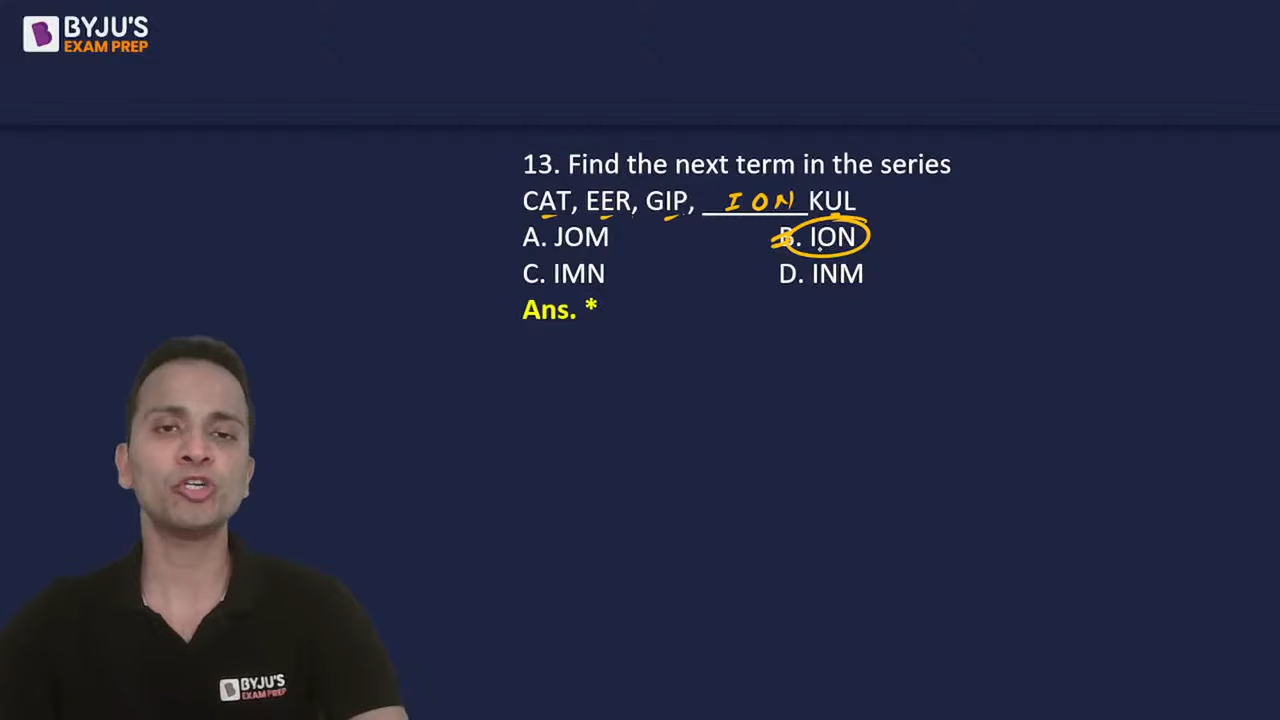 BYJU'S
EXAM PREP
13. Find the next term in the series
CAT, EER, GIP, ION KUL
A. JOM B. ION
C. IMN D. INM
Ans. *
BYJU'S
EXAM PREP